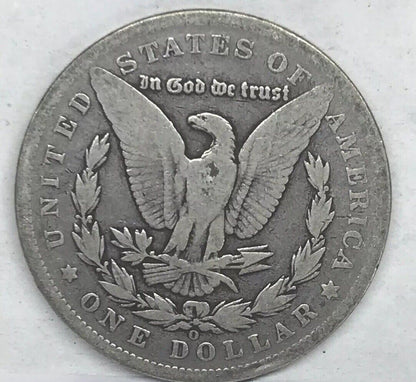 UNITED STATES OF AMERICA
In God we trust
O
ONE DOLLAR